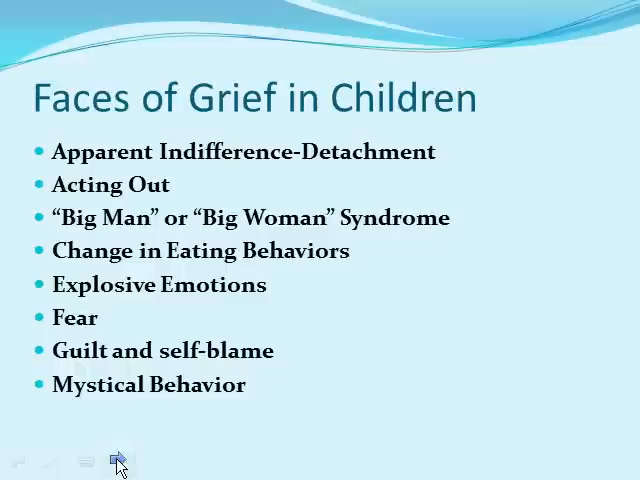 Faces of Grief in Children
• Apparent Indifference-Detachment
• Acting Out
• “Big Man” or “Big Woman” Syndrome
• Change in Eating Behaviors
• Explosive Emotions
• Fear
• Guilt and self-blame
• Mystical Behavior